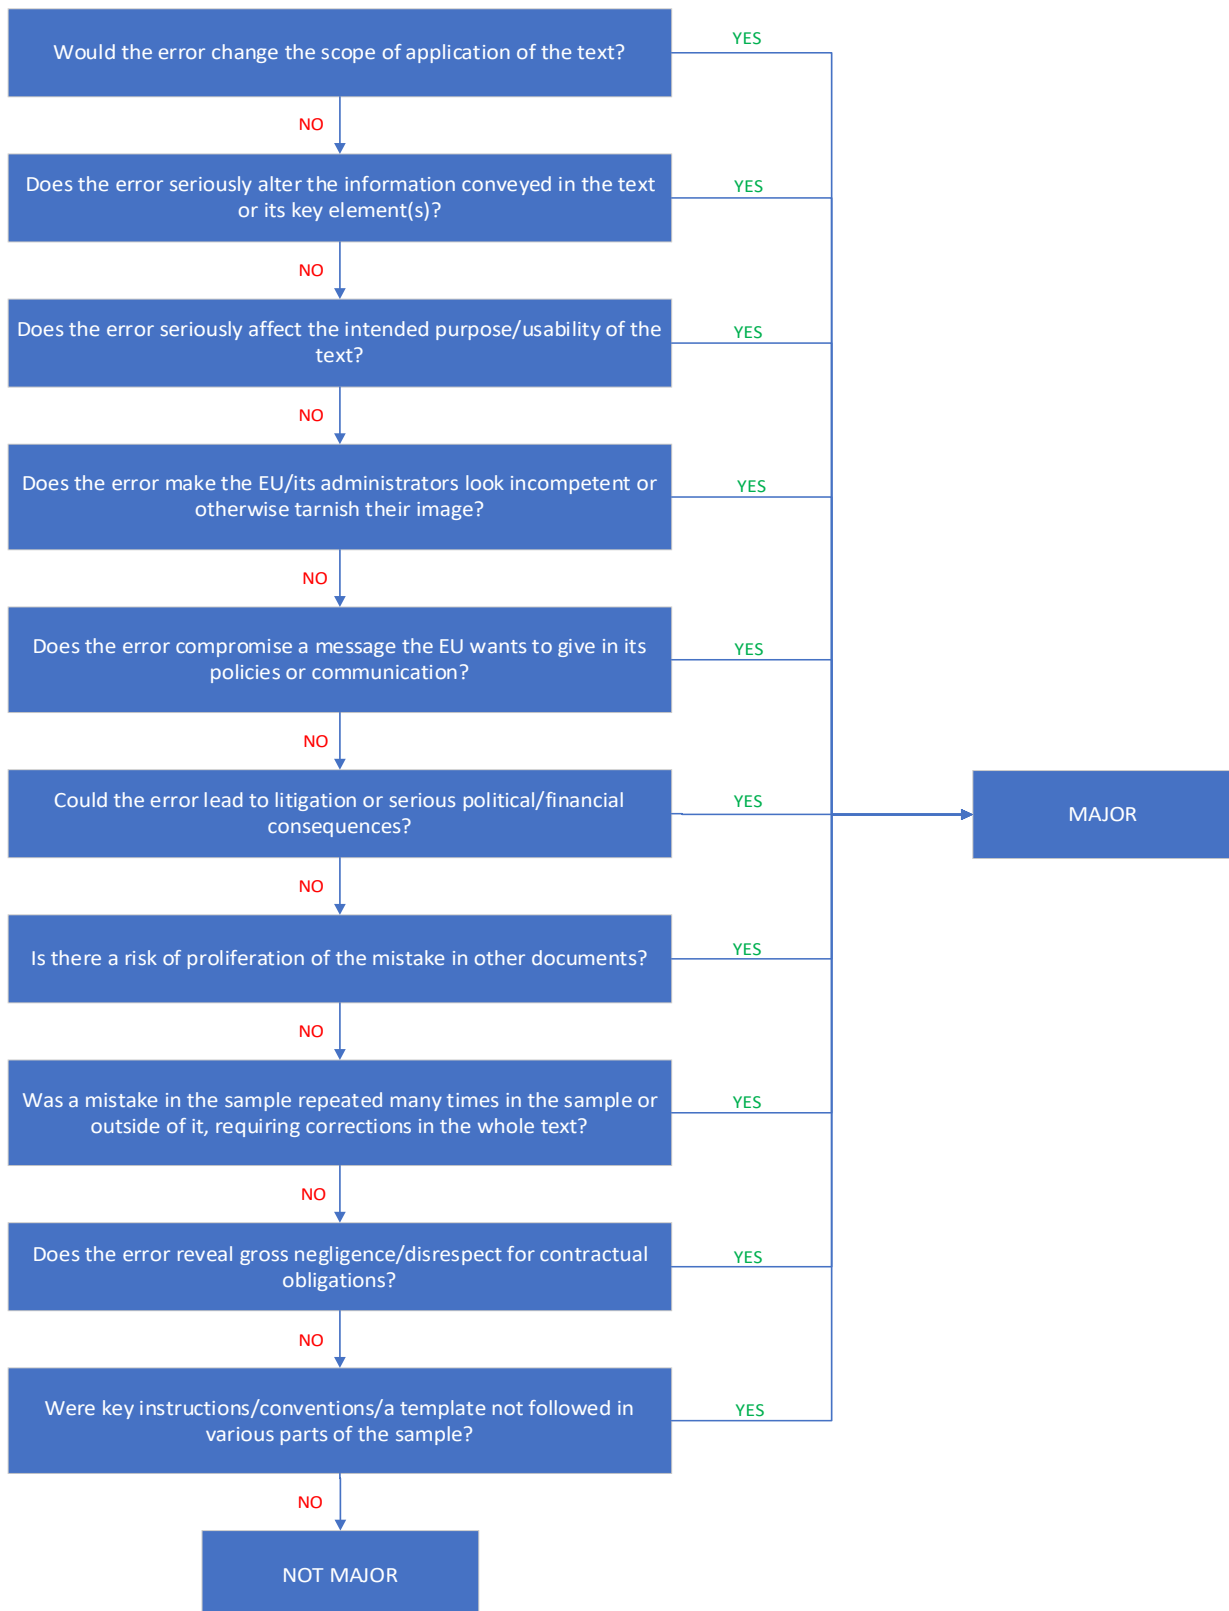 Would the error change the scope of application of the text?
YES
NO
Does the error seriously alter the information conveyed in the text
or its key element(s)?
YES
NO
Does the error seriously affect the intended purpose/usability of the
text?
YES
NO
Does the error make the EU/its administrators look incompetent or
otherwise tarnish their image?
YES
NO
Does the error compromise a message the EU wants to give in its
policies or communication?
YES
NO
Could the error lead to litigation or serious political/financial
consequences?
YES
MAJOR
NO
Is there a risk of proliferation of the mistake in other documents?
YES
NO
Was a mistake in the sample repeated many times in the sample or
outside of it, requiring corrections in the whole text?
YES
NO
Does the error reveal gross negligence/disrespect for contractual
obligations?
YES
NO
Were key instructions/conventions/a template not followed in
various parts of the sample?
YES
NO
NOT MAJOR